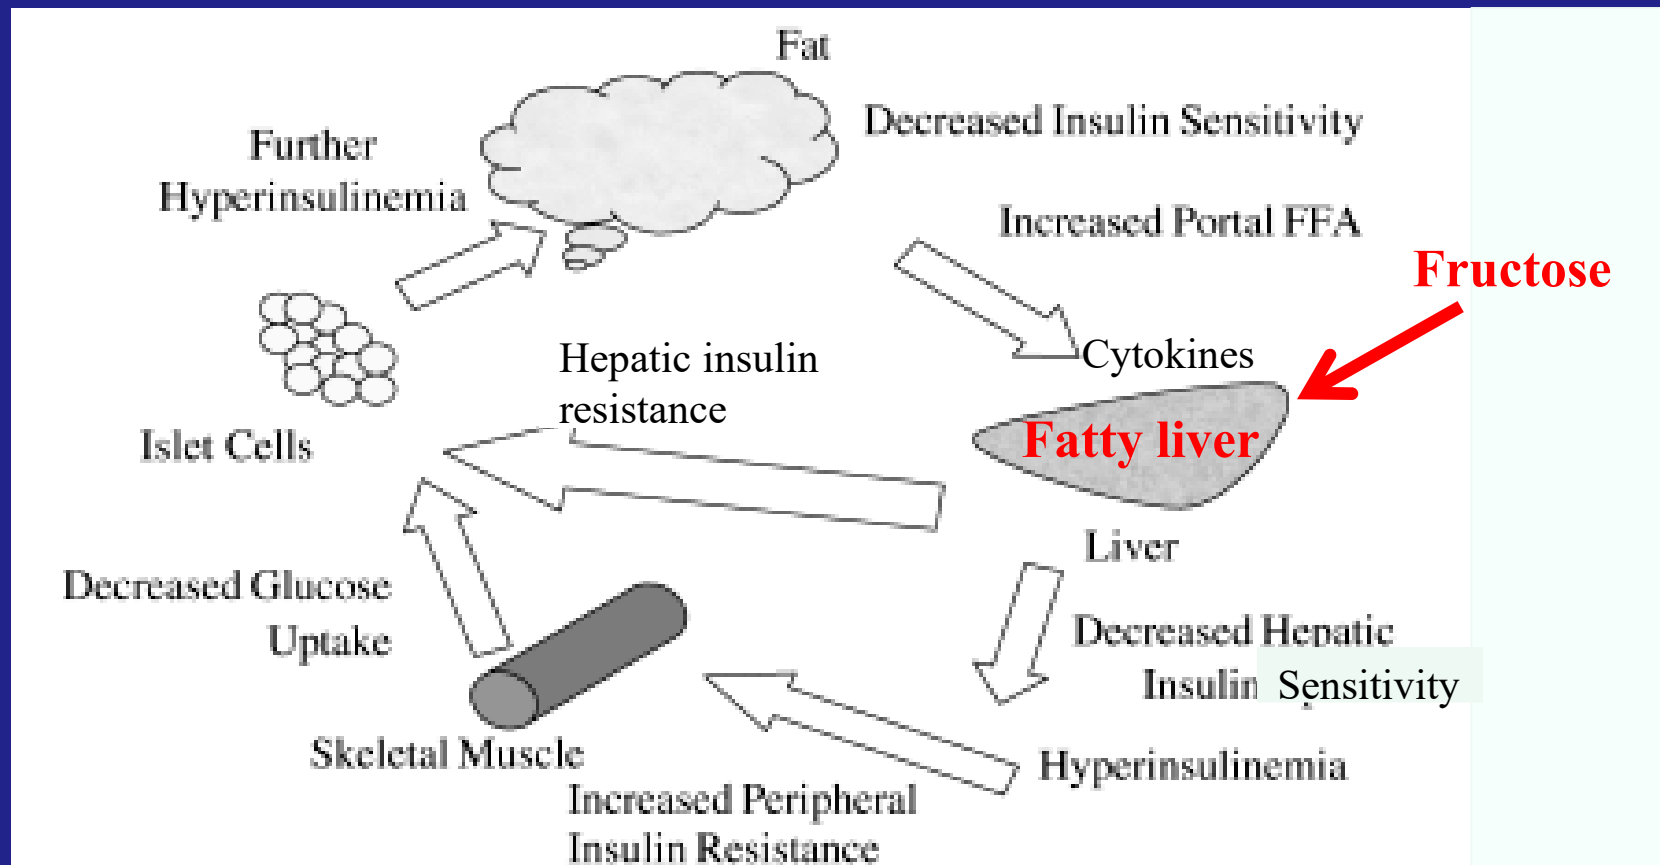 Fat
Decreased Insulin Sensitivity
Further
Hyperinsulinemia
Increased Portal FFA
Fructose
Cytokines
Hepatic insulin
resistance
Fatty liver
Islet Cells
Liver
Decreased Glucose
Uptake
Decreased Hepatic
Insulin Sensitivity
Skeletal Muscle
Hyperinsulinemia
Increased Peripheral
Insulin Resistance